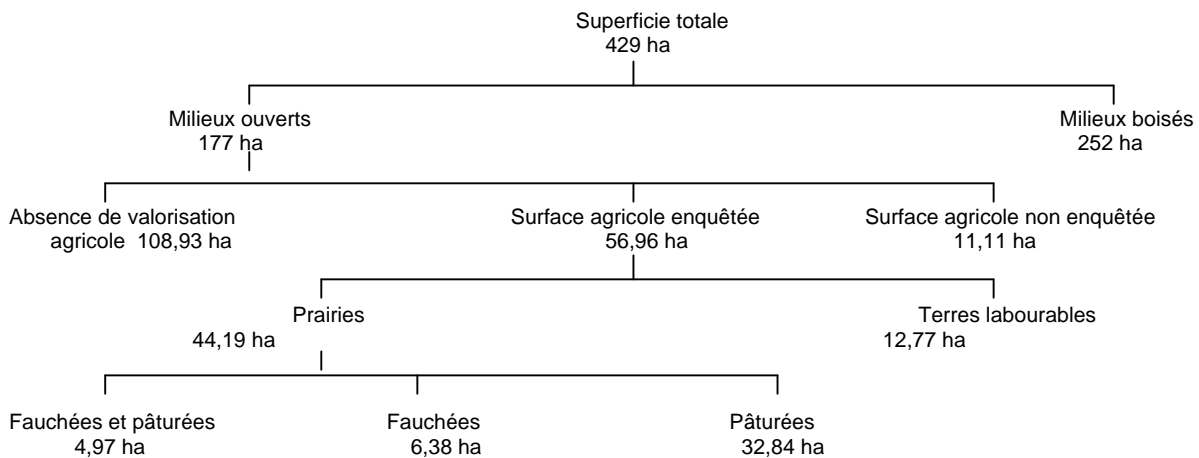 Superficie totale
429 ha
Milieux ouverts
177 ha
Milieux boisés
252 ha
Absence de valorisation
agricole 108,93 ha
Surface agricole enquêtée
56,96 ha
Surface agricole non enquêtée
11,11 ha
Prairies
44,19 ha
Terres labourables
12,77 ha
Fauchées et pâturées
4,97 ha
Fauchées
6,38 ha
Pâturées
32,84 ha